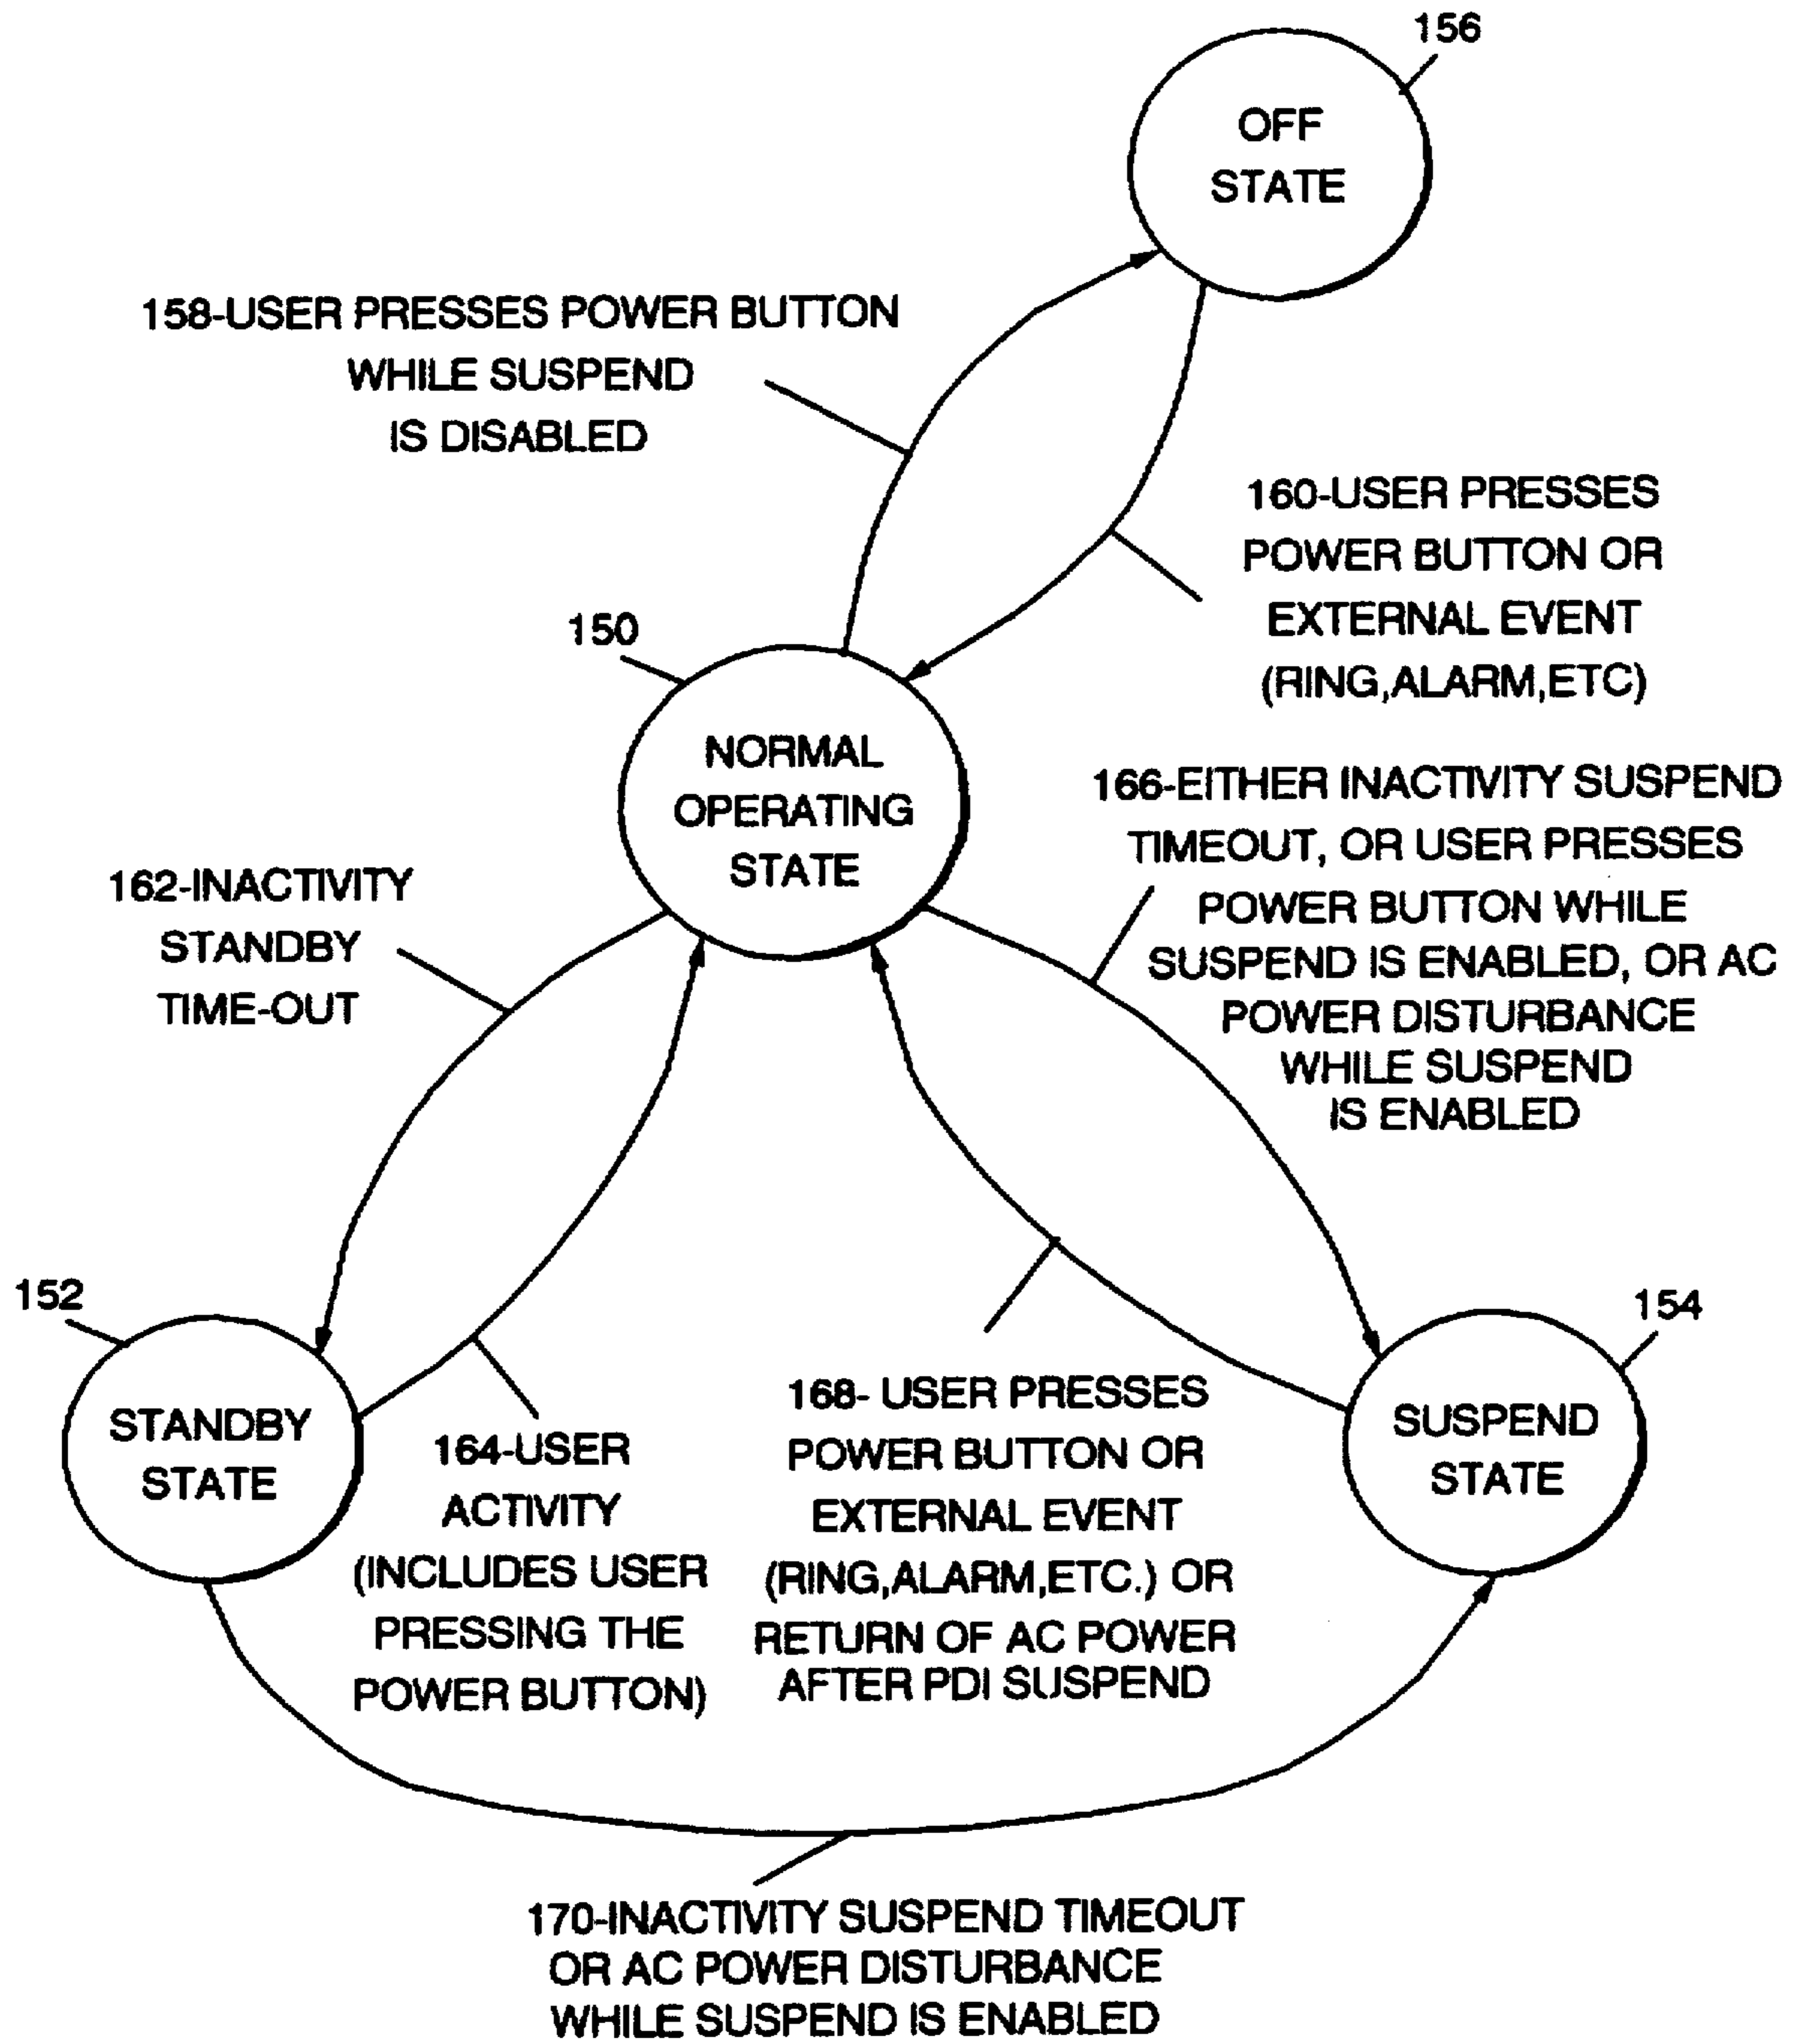 156
OFF
STATE
158-USER PRESSES POWER BUTTON
WHILE SUSPEND
IS DISABLED
160-USER PRESSES
POWER BUTTON OR
EXTERNAL EVENT
(RING,ALARM,ETC)
150
NORMAL
OPERATING
STATE
166-EITHER INACTIVITY SUSPEND
TIMEOUT, OR USER PRESSES
POWER BUTTON WHILE
SUSPEND IS ENABLED, OR AC
POWER DISTURBANCE
WHILE SUSPEND
IS ENABLED
162-INACTIVITY
STANDBY
TIME-OUT
152
STANDBY
STATE
164-USER
ACTIVITY
(INCLUDES USER
PRESSING THE
POWER BUTTON)
168- USER PRESSES
POWER BUTTON OR
EXTERNAL EVENT
(RING,ALARM,ETC.) OR
RETURN OF AC POWER
AFTER PDI SUSPEND
154
SUSPEND
STATE
170-INACTIVITY SUSPEND TIMEOUT
OR AC POWER DISTURBANCE
WHILE SUSPEND IS ENABLED